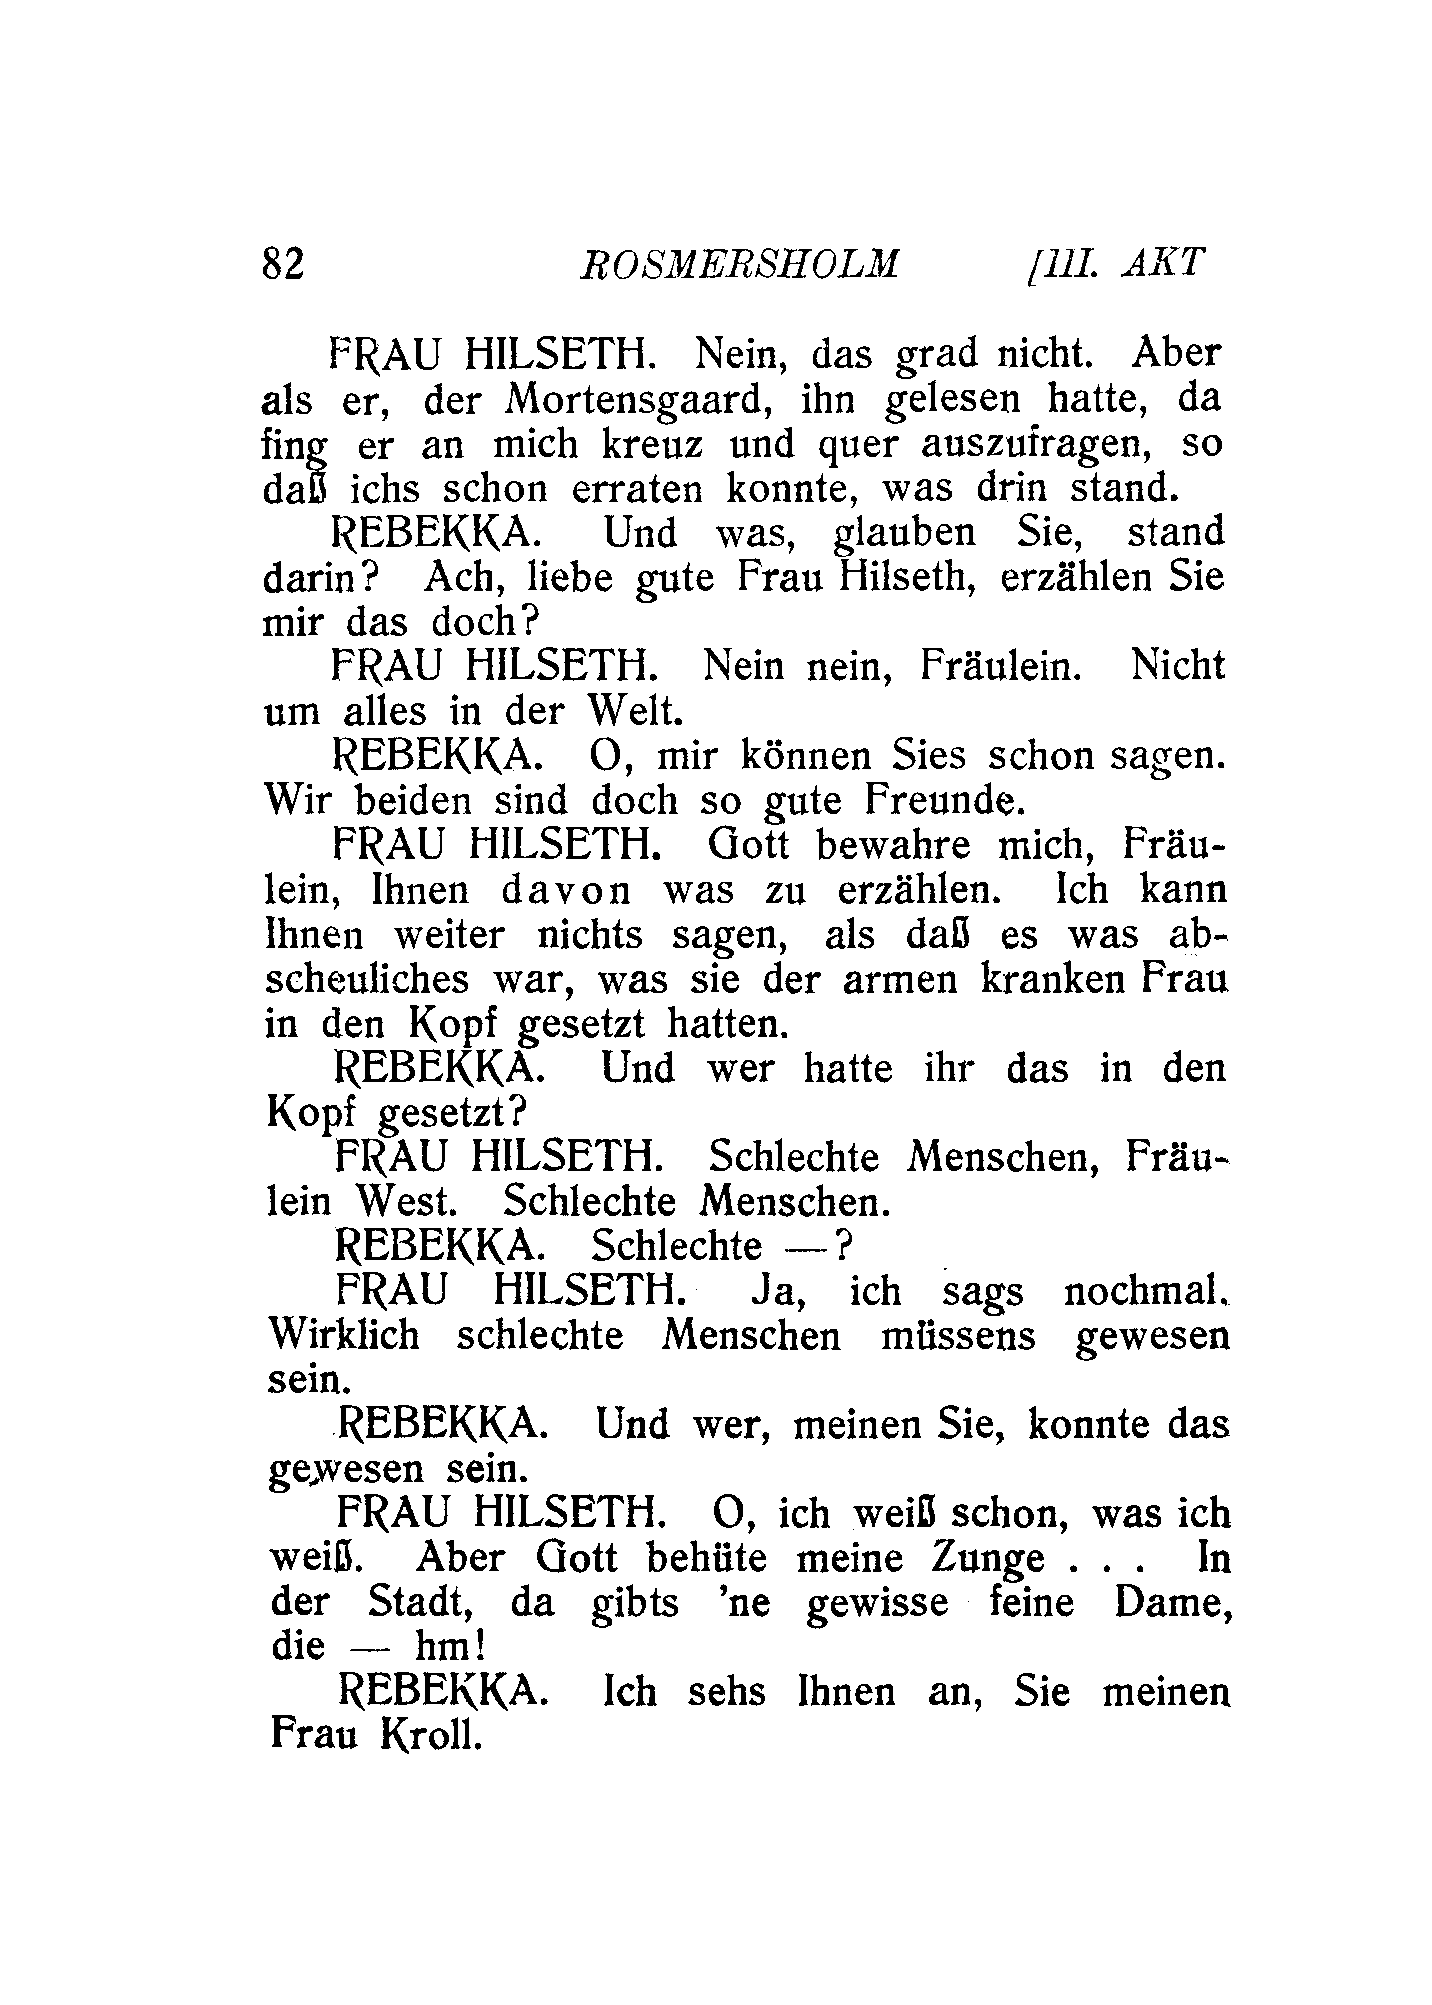 82 ROSMERSHOLM [III. AKT
FRAU HILSETH. Nein, das grad nicht. Aber
als er, der Mortensgaard, ihn gelesen hatte, da
fing er an mich kreuz und quer auszufragen, so
daß ichs schon erraten konnte, was drin stand.
REBEKKA. Und was, glauben Sie, stand
darin? Ach, liebe gute Frau Hilseth, erzählen Sie
mir das doch?
FRAU HILSETH. Nein nein, Fräulein. Nicht
um alles in der Welt.
REBEKKA. O, mir können Sies schon sagen.
Wir beiden sind doch so gute Freunde.
FRAU HILSETH. Gott bewahre mich, Fräu-
lein, Ihnen davon was zu erzählen. Ich kann
Ihnen weiter nichts sagen, als daß es was ab-
scheuliches war, was sie der armen kranken Frau
in den Kopf gesetzt hatten.
REBEKKA. Und wer hatte ihr das in den
Kopf gesetzt?
FRAU HILSETH. Schlechte Menschen, Fräu-
lein West. Schlechte Menschen.
REBEKKA. Schlechte —?
FRAU HILSETH. Ja, ich sags nochmal.
Wirklich schlechte Menschen müssens gewesen
sein.
REBEKKA. Und wer, meinen Sie, konnte das
gewesen sein.
FRAU HILSETH. O, ich weiß schon, was ich
weiß. Aber Gott behüte meine Zunge . . . In
der Stadt, da gibts 'ne gewisse feine Dame,
die — hm!
REBEKKA. Ich sehs Ihnen an, Sie meinen
Frau Kroll.